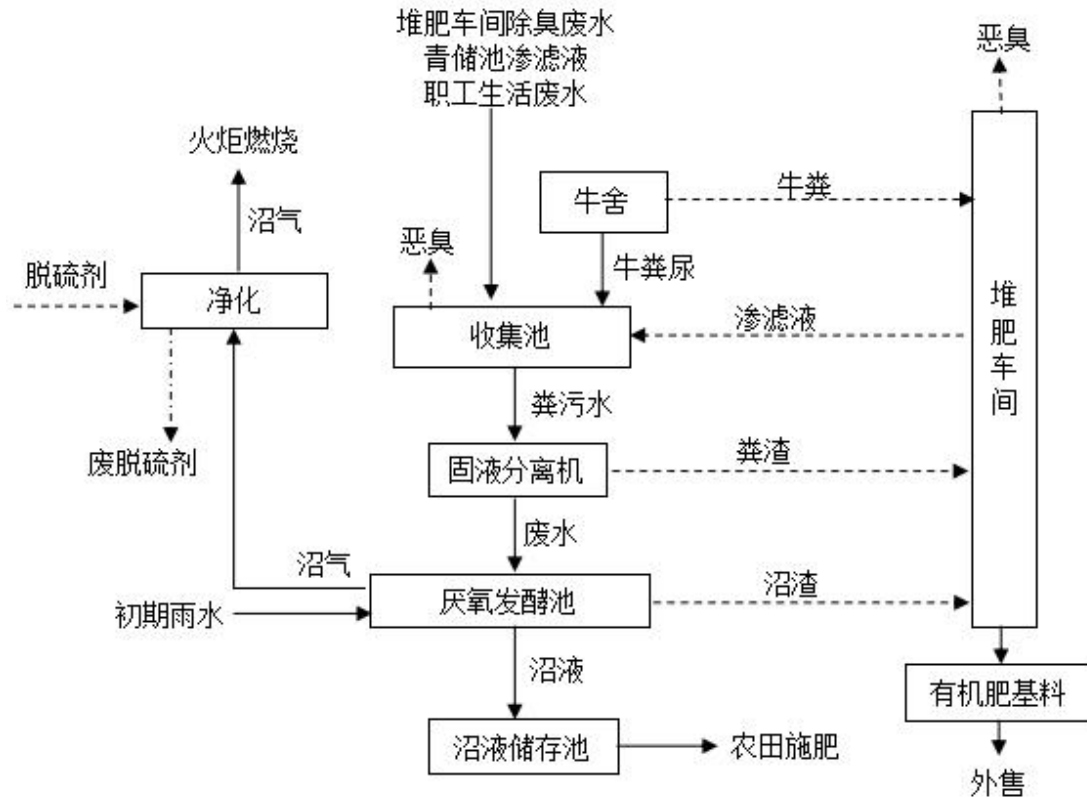 堆肥车间除臭废水
青储池渗滤液
职工生活废水
恶臭
火炬燃烧
牛舍
牛粪
沼气
恶臭
牛粪尿
脱硫剂
净化
收集池
渗滤液
堆肥车间
粪污水
废脱硫剂
固液分离机
粪渣
废水
沼气
厌氧发酵池
沼渣
初期雨水
沼液
有机肥基料
沼液储存池
农田施肥
外售